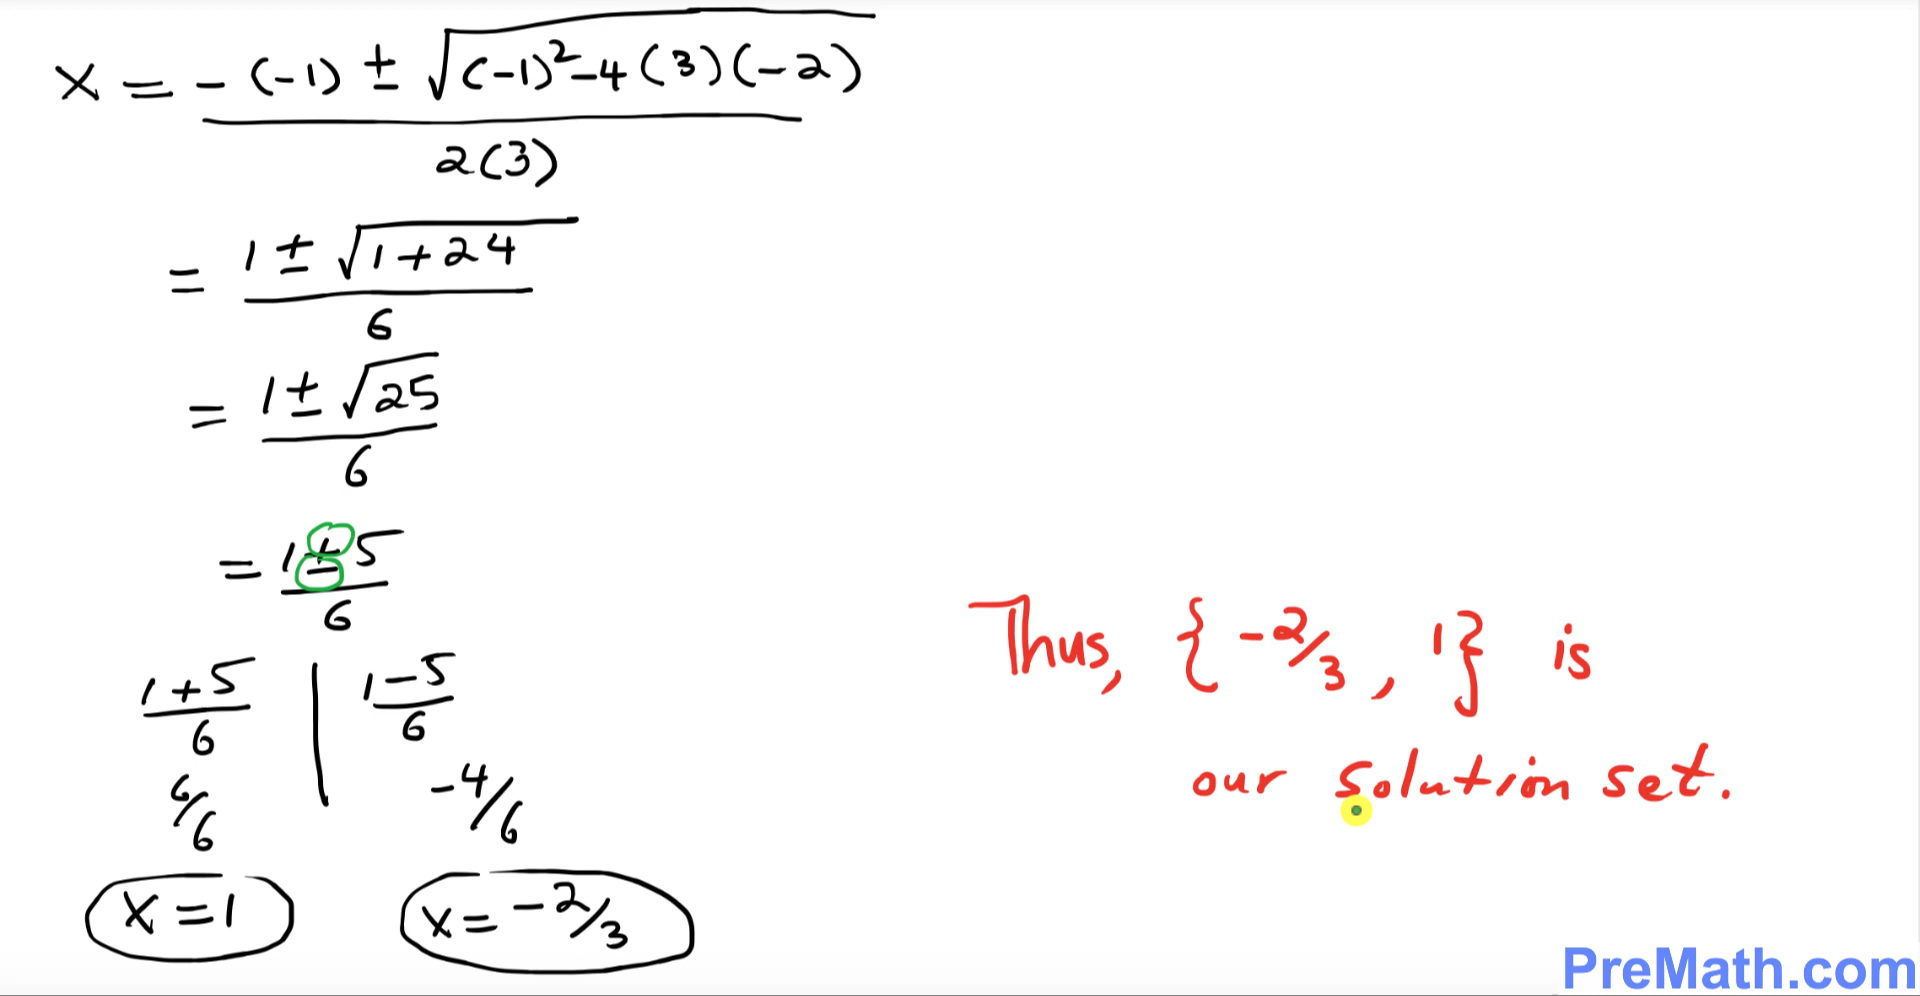 x = -(-1) ± √(-1)²-4(3)(-2)
2(3)
= 1 ± √1+24
6
= 1 ± √25
6
= 1 ± 5
6
1+5 | 1-5
6 6
6/6 -4/6
x = 1 x = -2/3
Thus, {-2/3, 1} is
our solution set.
PreMath.com